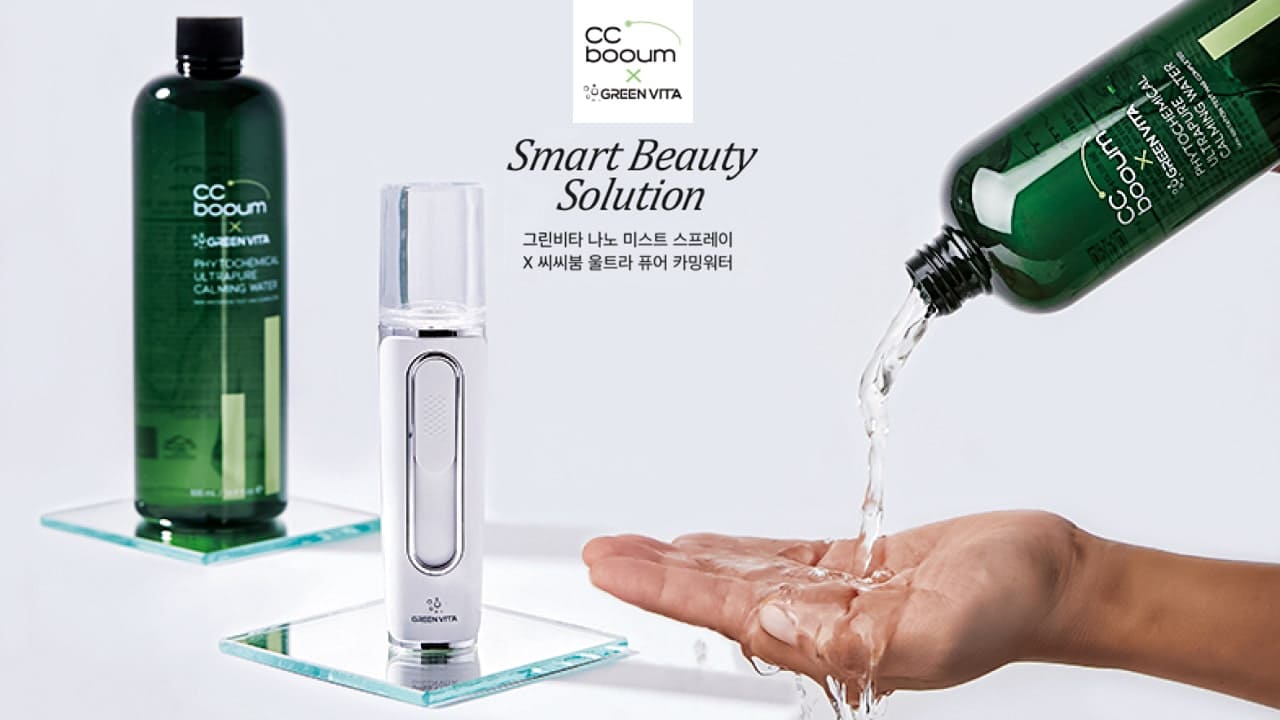 CC
booum
X
GREEN VITA
Smart Beauty
Solution
그린비타 나노 미스트 스프레이
X 씨씨붐 울트라 퓨어 카밍워터
CC
booum
X
GREEN VITA
PHYTOCHEMICAL
ULTRAPURE
CALMING WATER
GREEN VITA
CC
booum
X
GREEN VITA
PHYTOCHEMICAL
ULTRAPURE
CALMING WATER